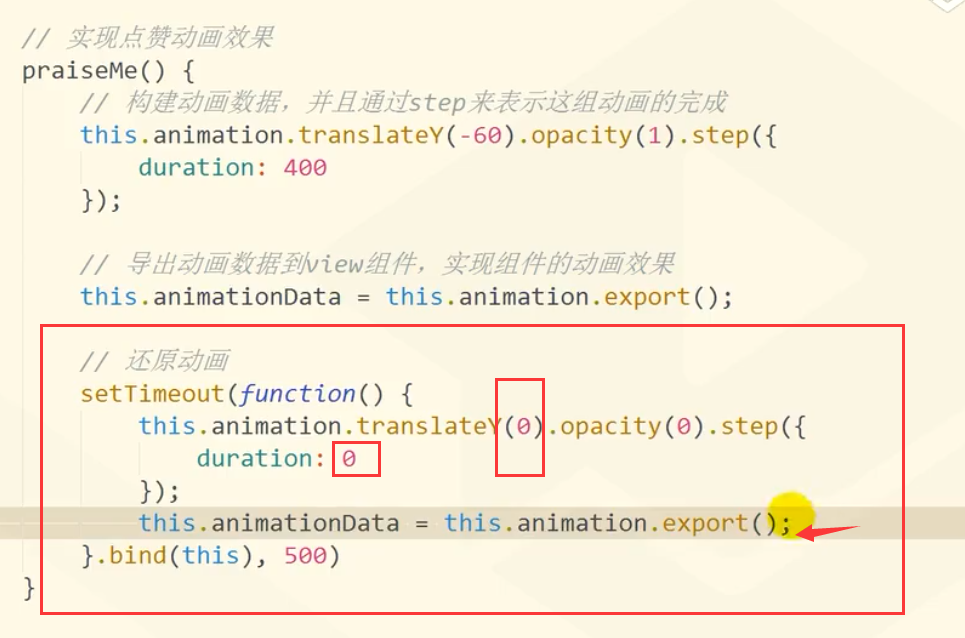 // 实现点赞动画效果
praiseMe() {
// 构建动画数据，并且通过step来表示这组动画的完成
this.animation.translateY(-60).opacity(1).step({
duration: 400
});
// 导出动画数据到view组件，实现组件的动画效果
this.animationData = this.animation.export();
// 还原动画
setTimeout(function() {
this.animation.translateY(0).opacity(0).step({
duration: 0
});
this.animationData = this.animation.export();
}.bind(this), 500)
}